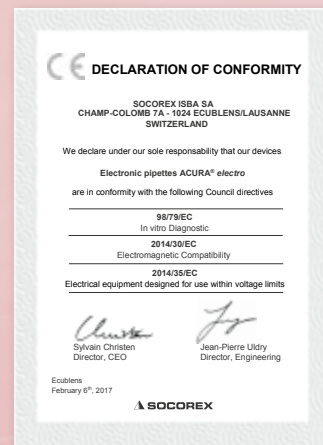 CE DECLARATION OF CONFORMITY
SOCOREX ISBA SA
CHAMP-COLOMB 7A - 1024 ECUBLENS/LAUSANNE
SWITZERLAND
We declare under our sole responsibility that our devices
Electronic pipettes ACURA® electro
are in conformity with the following Council directives
98/79/EC
In vitro Diagnostic
2014/30/EC
Electromagnetic Compatibility
2014/35/EC
Electrical equipment designed for use within voltage limits
Sylvain Christen
Director, CEO
Jean-Pierre Uldry
Director, Engineering
Ecublens
February 6th, 2017
SOCOREX